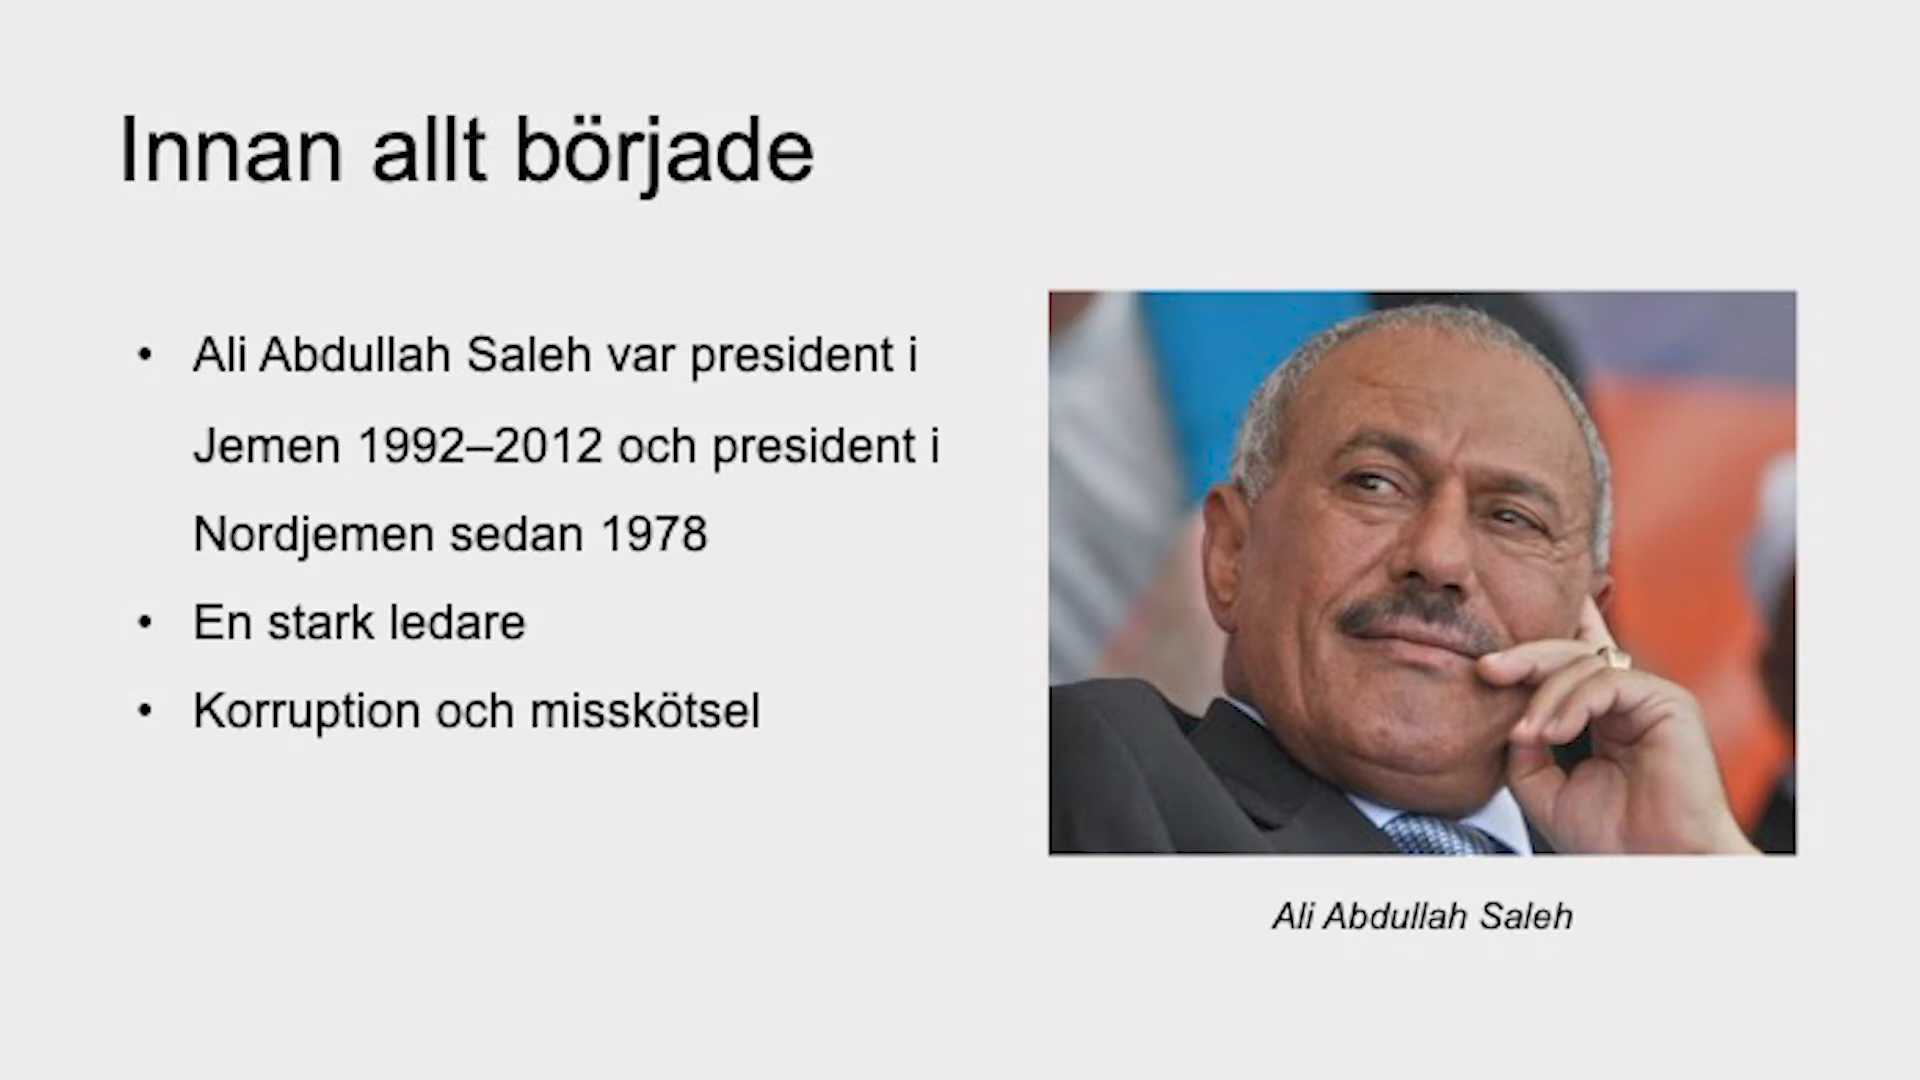 Innan allt började
• Ali Abdullah Saleh var president i
Jemen 1992–2012 och president i
Nordjemen sedan 1978
• En stark ledare
• Korruption och misskötsel
Ali Abdullah Saleh